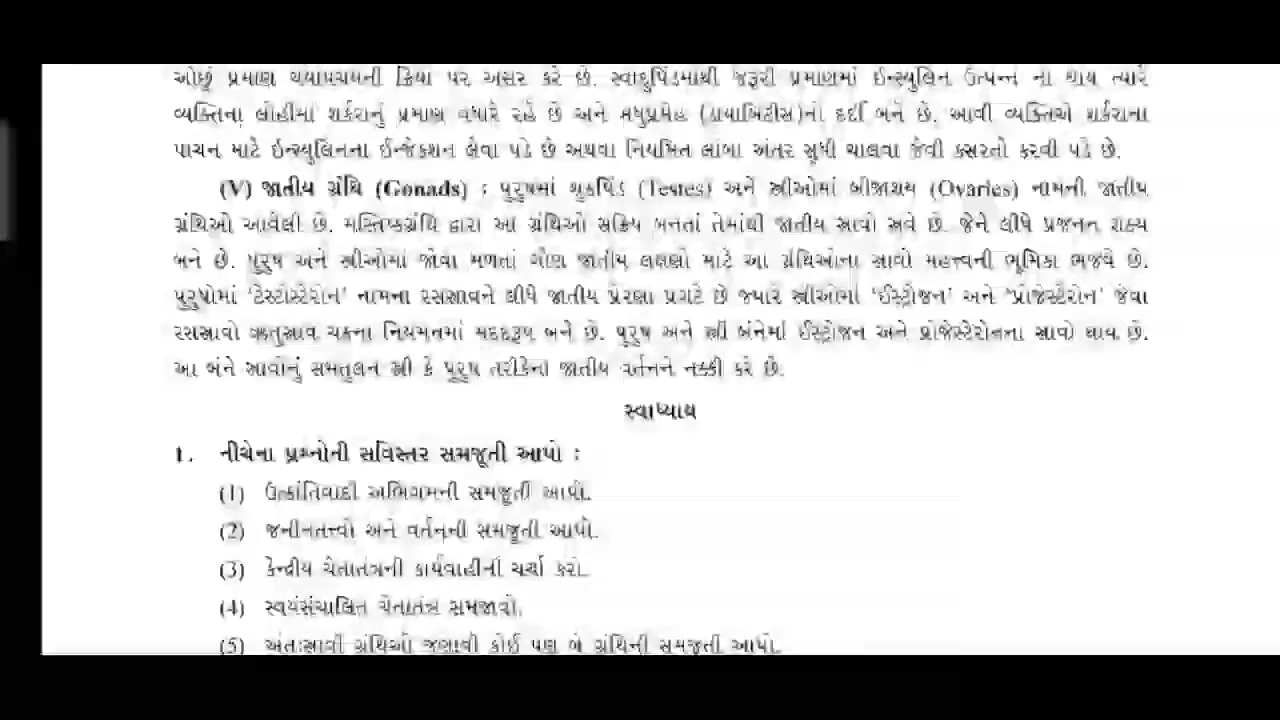 ઓછું પ્રમાણ ચયાપચયની ક્રિયા પર અસર કરે છે. સ્વાદુપિંડમાંથી જરૂરી પ્રમાણમાં ઈન્સ્યુલિન ઉત્પન્ન ના થાય ત્યારે
વ્યક્તિના લોહીમાં શર્કરાનું પ્રમાણ વધારે રહે છે અને મધુપ્રમેહ (ડાયાબિટીસ)નો દર્દી બને છે. આવી વ્યક્તિએ શર્કરાના
પાચન માટે ઇન્સ્યુલિનના ઈન્જેકશન લેવા પડે છે અથવા નિયમિત લાંબા અંતર સુધી ચાલવા જેવી કસરતો કરવી પડે છે.
(V) જાતીય ગ્રંથિ (Gonads) : પુરુષમાં શુક્રપિંડ (Testes) અને સ્ત્રીઓમાં બીજાશય (Ovaries) નામની જાતીય
ગ્રંથિઓ આવેલી છે. મસ્તિષ્કગ્રંથિ દ્વારા આ ગ્રંથિઓ સક્રિય બનતાં તેમાંથી જાતીય સ્રાવો સ્રવે છે. જેને લીધે પ્રજનન શક્ય
બને છે. પુરુષ અને સ્ત્રીઓમાં જોવા મળતાં ગૌણ જાતીય લક્ષણો માટે આ ગ્રંથિઓના સ્રાવો મહત્ત્વની ભૂમિકા ભજવે છે.
પુરુષોમાં ‘ટેસ્ટોસ્ટેરોન’ નામના રસસ્રાવને લીધે જાતીય પ્રેરણા પ્રગટે છે જ્યારે સ્ત્રીઓમાં ‘ઈસ્ટ્રોજન’ અને ‘પ્રોજેસ્ટેરોન’ જેવા
રસસ્રાવો ઋતુસ્રાવ ચક્રના નિયમનમાં મદદરૂપ બને છે. પુરુષ અને સ્ત્રી બંનેમાં ઈસ્ટ્રોજન અને પ્રોજેસ્ટેરોનના સ્રાવો થાય છે.
આ બંને સ્રાવોનું સમતુલન સ્ત્રી કે પુરુષ તરીકેના જાતીય વર્તનને નક્કી કરે છે.
સ્વાધ્યાય
1. નીચેના પ્રશ્નોની સવિસ્તર સમજૂતી આપો :
(1) ઉત્ક્રાંતિવાદી અભિગમની સમજૂતી આપો.
(2) જનીનતત્ત્વો અને વર્તનની સમજૂતી આપો.
(3) કેન્દ્રીય ચેતાતંત્રની કાર્યવાહીની ચર્ચા કરો.
(4) સ્વયંસંચાલિત ચેતાતંત્ર સમજાવો.
(5) અંતઃસ્રાવી ગ્રંથિઓ જણાવી કોઈ પણ બે ગ્રંથિની સમજૂતી આપો.